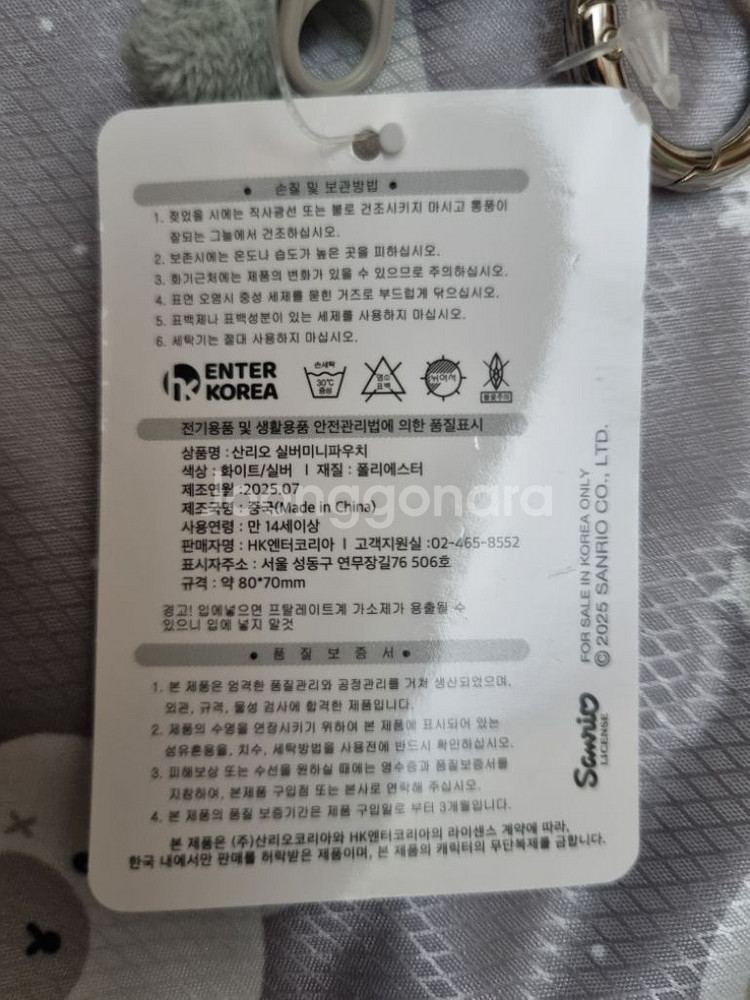 손질 및 보관방법
1. 젖었을 시에는 직사광선 또는 불로 건조시키지 마시고 통풍이
잘되는 그늘에서 건조하십시오.
2. 보존시에는 온도나 습도가 높은 곳을 피하십시오.
3. 화기근처에는 제품의 변화가 있을 수 있으므로 주의하십시오.
4. 표면 오염시 중성 세제를 묻힌 거즈로 부드럽게 닦으십시오.
5. 표백제나 표백성분이 있는 세제를 사용하지 마십시오.
6. 세탁기는 절대 사용하지 마십시오.
hk ENTER KOREA
손세탁 30℃ 중성
염소 표백
뉘어서
불꽃주의
전기용품 및 생활용품 안전관리법에 의한 품질표시
상품명 : 산리오 실버미니파우치
색상 : 화이트/실버 ㅣ 재질 : 폴리에스터
제조연월 :2025.07
제조국명 : 중국(Made in China)
사용연령 : 만 14세이상
판매자명 : HK엔터코리아 ㅣ 고객지원실 :02-465-8552
표시자주소 : 서울 성동구 연무장길76 506호
규격 : 약 80*70mm
경고! 입에넣으면 프탈레이트계 가소제가 용출될 수
있으니 입에 넣지 말것
품 질 보 증 서
1. 본 제품은 엄격한 품질관리와 공정관리를 거쳐 생산되었으며,
외관, 규격, 물성 검사에 합격한 제품입니다.
2. 제품의 수명을 연장시키기 위하여 본 제품에 표시되어 있는
섬유혼용율, 치수, 세탁방법을 사용전에 반드시 확인하십시오.
3. 피해보상 또는 수선을 원하실 때에는 영수증과 품질보증서를
지참하여, 본제품 구입점 또는 본사로 연락해 주십시오.
4. 본 제품의 품질 보증기간은 제품 구입일로 부터 3개월입니다.
본 제품은 (주)산리오코리아와 HK엔터코리아의 라이센스 계약에 따라,
한국 내에서만 판매를 허락받은 제품이며, 본 제품의 캐릭터의 무단복제를 금합니다.
FOR SALE IN KOREA ONLY
© 2025 SANRIO CO., LTD.
Sanrio
LICENSE
Joonggonara